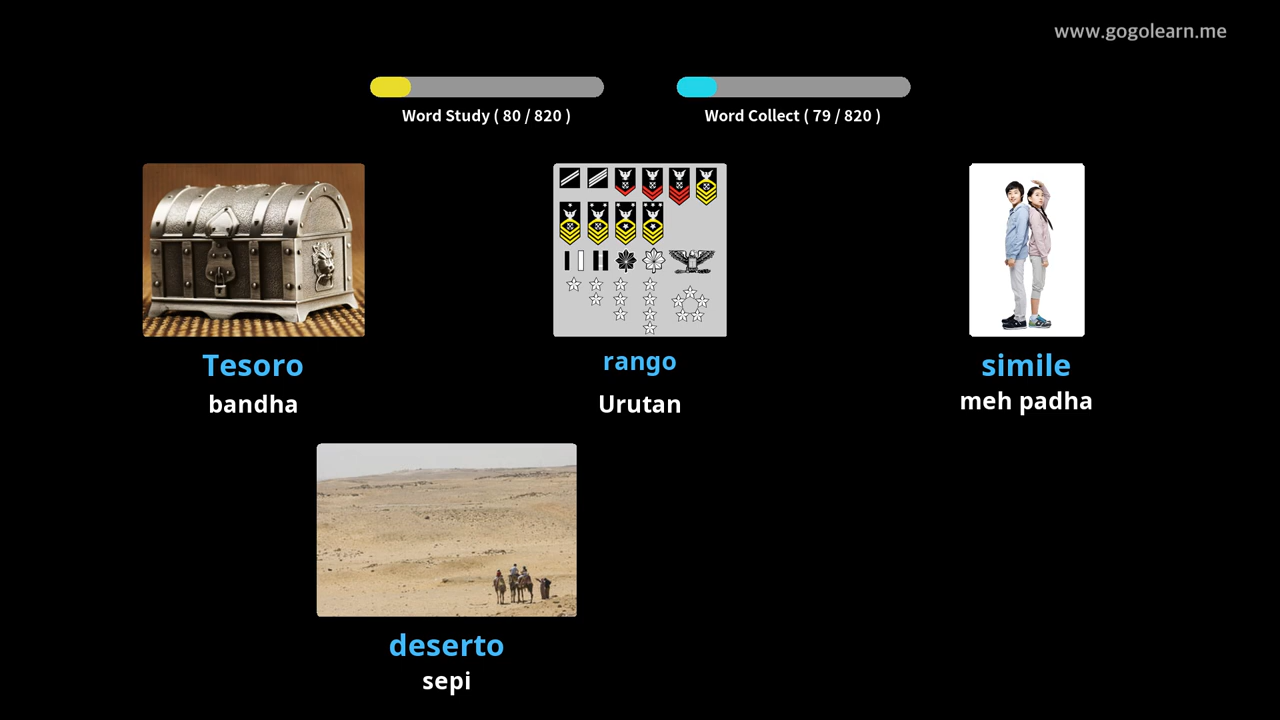 www.gogolearn.me
Word Study ( 80 / 820 )
Word Collect ( 79 / 820 )
Tesoro
bandha
rango
Urutan
simile
meh padha
deserto
sepi